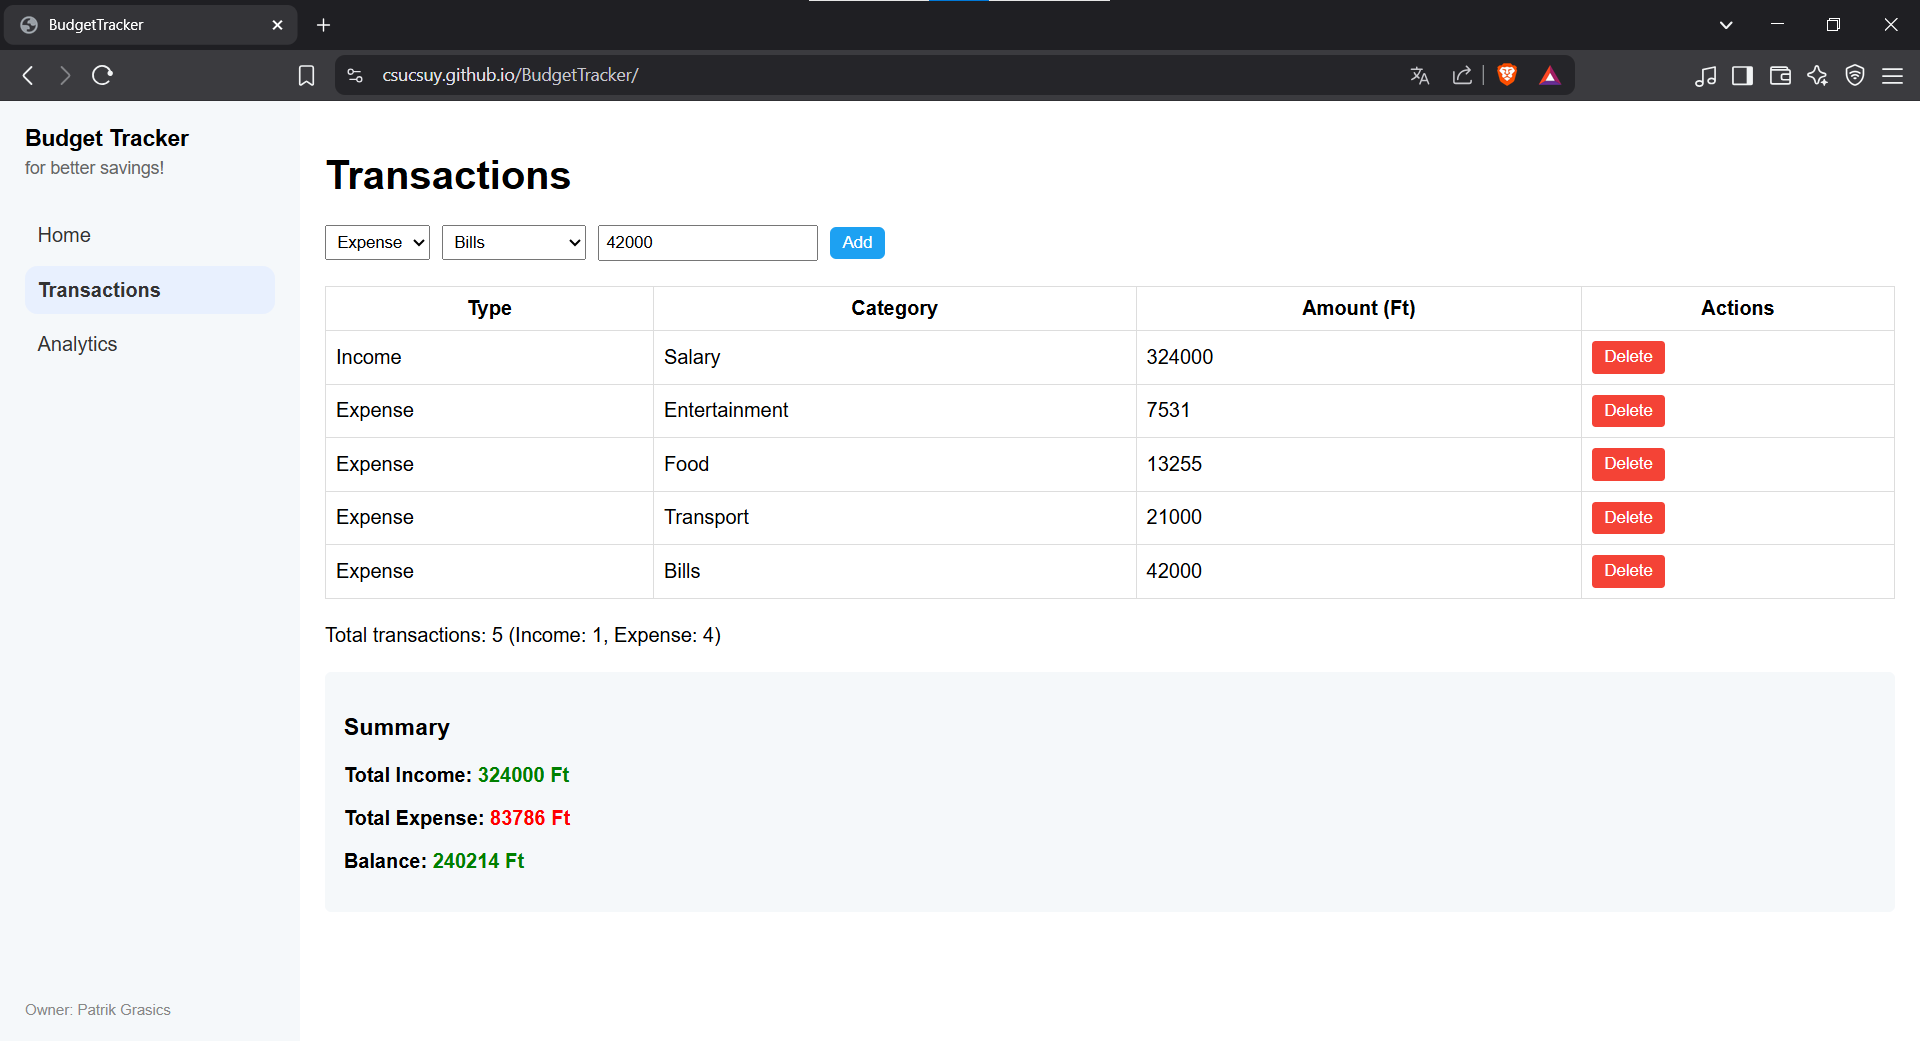 BudgetTracker
csucsuy.github.io/BudgetTracker/
Budget Tracker
for better savings!
Home
Transactions
Analytics
Owner: Patrik Grasics
Transactions
Expense Bills 42000 Add
Type Category Amount (Ft) Actions
Income Salary 324000 Delete
Expense Entertainment 7531 Delete
Expense Food 13255 Delete
Expense Transport 21000 Delete
Expense Bills 42000 Delete
Total transactions: 5 (Income: 1, Expense: 4)
Summary
Total Income: 324000 Ft
Total Expense: 83786 Ft
Balance: 240214 Ft